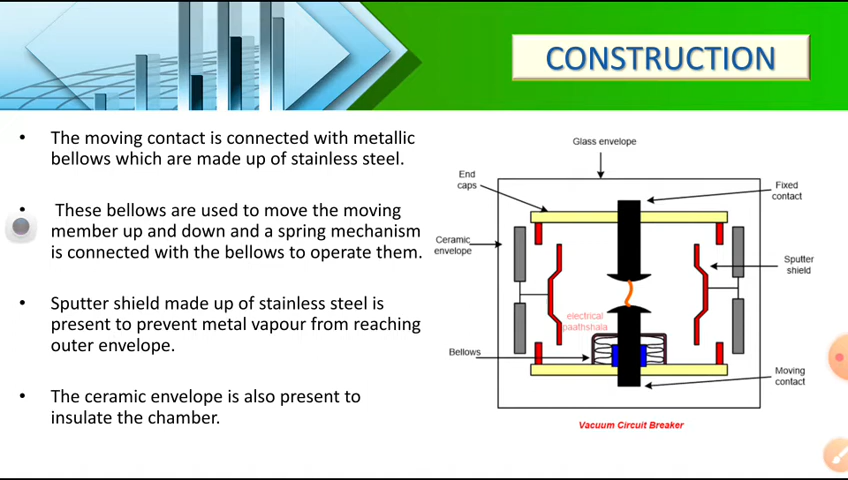 CONSTRUCTION
• The moving contact is connected with metallic
bellows which are made up of stainless steel.
• These bellows are used to move the moving
member up and down and a spring mechanism
is connected with the bellows to operate them.
• Sputter shield made up of stainless steel is
present to prevent metal vapour from reaching
outer envelope.
• The ceramic envelope is also present to
insulate the chamber.
Glass envelope
End
caps
Fixed
contact
Ceramic
envelope
Sputter
shield
electrical
paathshala
Bellows
Moving
contact
Vacuum Circuit Breaker